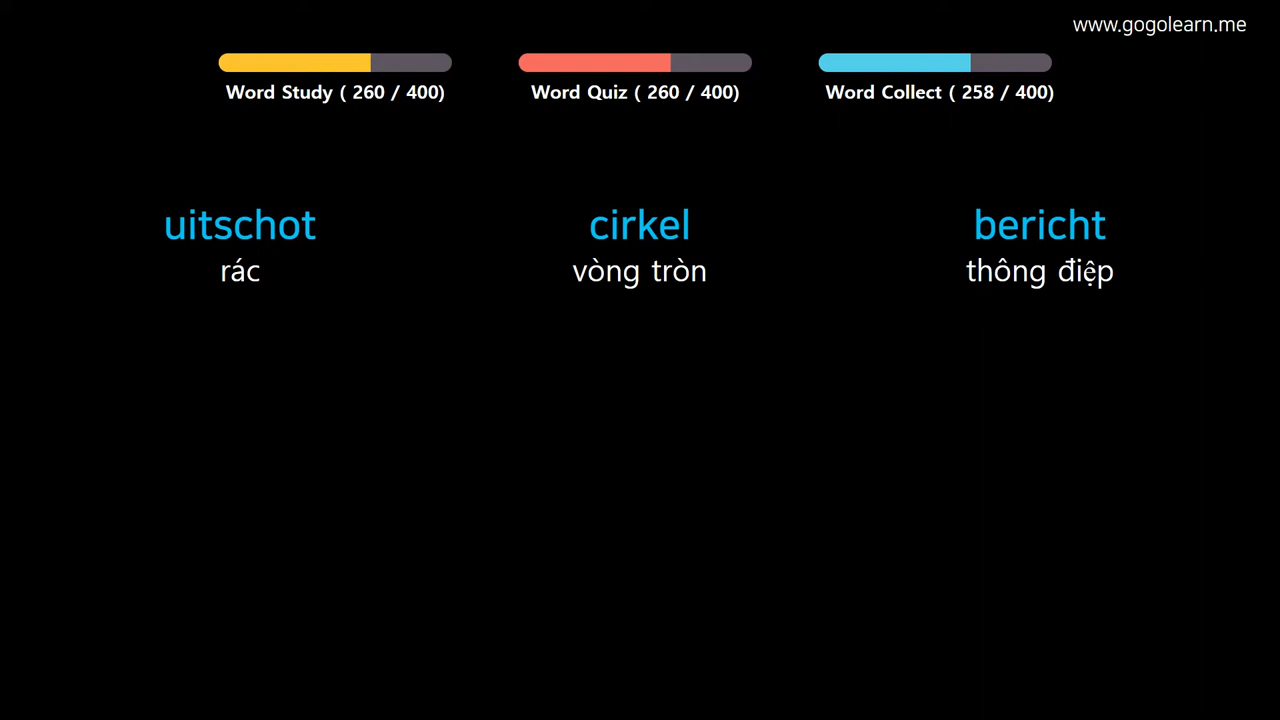 www.gogolearn.me
Word Study ( 260 / 400)
Word Quiz ( 260 / 400)
Word Collect ( 258 / 400)
uitschot
rác
cirkel
vòng tròn
bericht
thông điệp